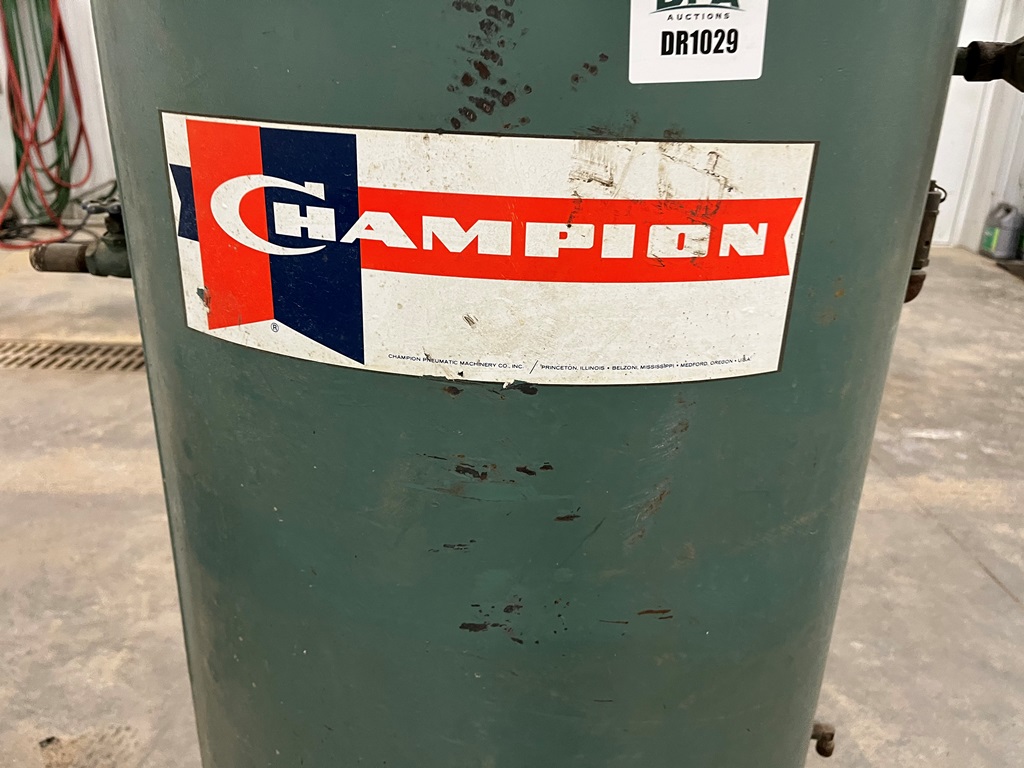 AUCTIONS
DR1029
CHAMPION
®
CHAMPION PNEUMATIC MACHINERY CO., INC. / PRINCETON, ILLINOIS • BELZONI, MISSISSIPPI • MEDFORD, OREGON • USA